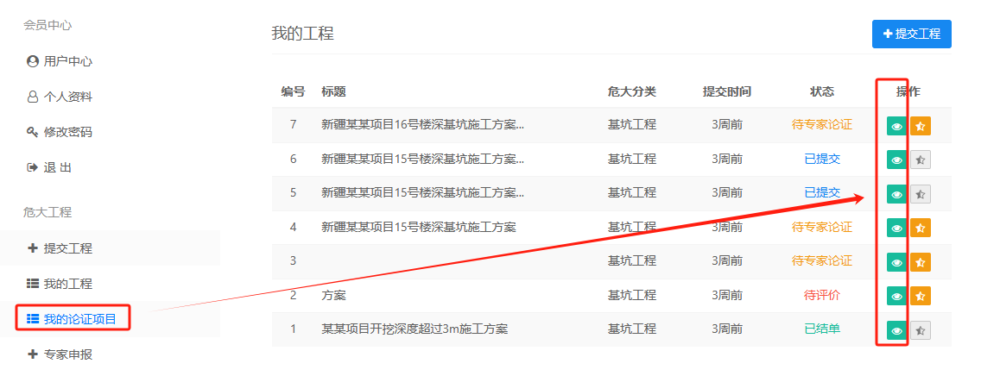 会员中心
用户中心
个人资料
修改密码
退 出
危大工程
提交工程
我的工程
我的论证项目
专家申报
我的工程
提交工程
编号 标题 危大分类 提交时间 状态 操作
7 新疆某某项目16号楼深基坑施工方案... 基坑工程 3周前 待专家论证
6 新疆某某项目15号楼深基坑施工方案... 基坑工程 3周前 已提交
5 新疆某某项目15号楼深基坑施工方案... 基坑工程 3周前 已提交
4 新疆某某项目15号楼深基坑施工方案 基坑工程 3周前 待专家论证
3 基坑工程 3周前 待专家论证
2 方案 基坑工程 3周前 待评价
1 某某项目开挖深度超过3m施工方案 基坑工程 3周前 已结单